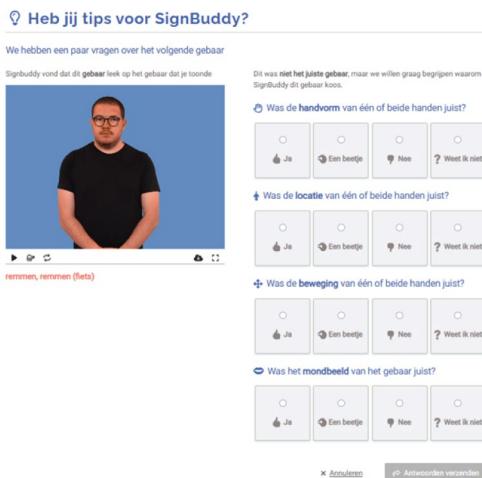 Heb jij tips voor SignBuddy?
We hebben een paar vragen over het volgende gebaar
Signbuddy vond dat dit gebaar leek op het gebaar dat je toonde
remmen, remmen (fiets)
Dit was niet het juiste gebaar, maar we willen graag begrijpen waarom
SignBuddy dit gebaar koos.
Was de handvorm van één of beide handen juist?
Ja Een beetje Nee Weet ik niet
Was de locatie van één of beide handen juist?
Ja Een beetje Nee Weet ik niet
Was de beweging van één of beide handen juist?
Ja Een beetje Nee Weet ik niet
Was het mondbeeld van het gebaar juist?
Ja Een beetje Nee Weet ik niet
Annuleren Antwoorden verzenden